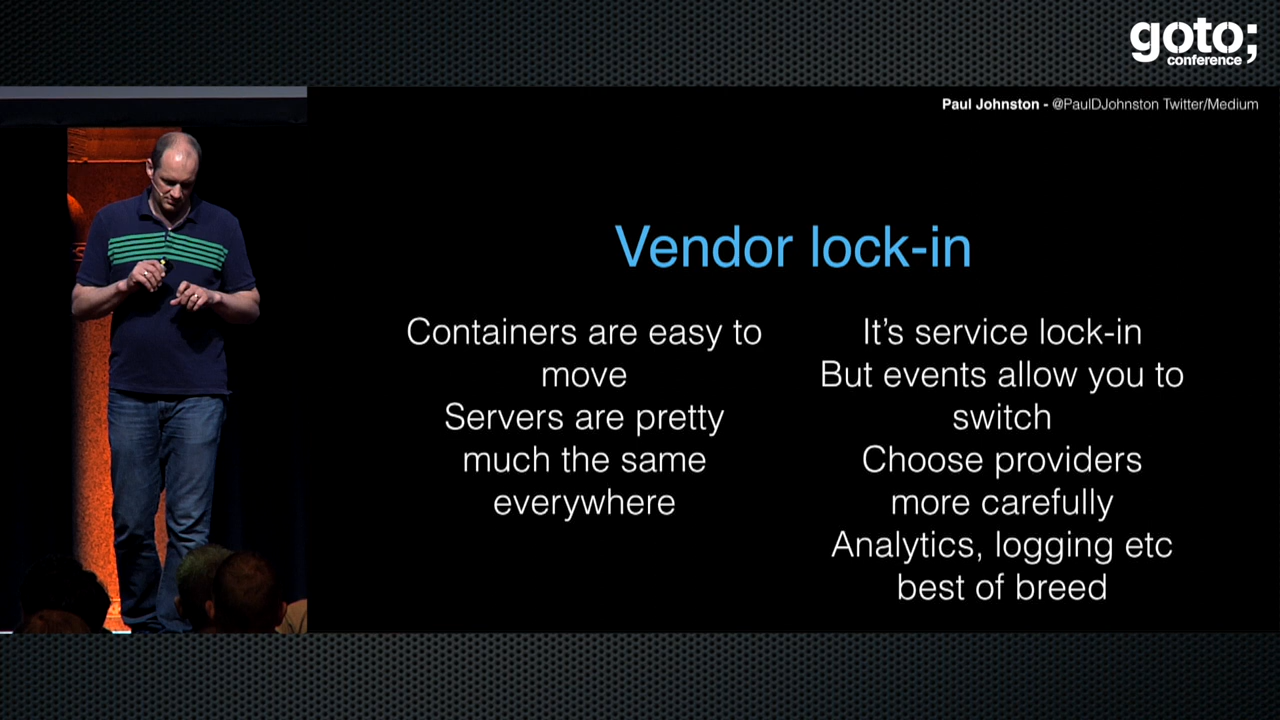 goto;
conference
Paul Johnston - @PaulDJohnston Twitter/Medium
Vendor lock-in
Containers are easy to
move
Servers are pretty
much the same
everywhere
It’s service lock-in
But events allow you to
switch
Choose providers
more carefully
Analytics, logging etc
best of breed